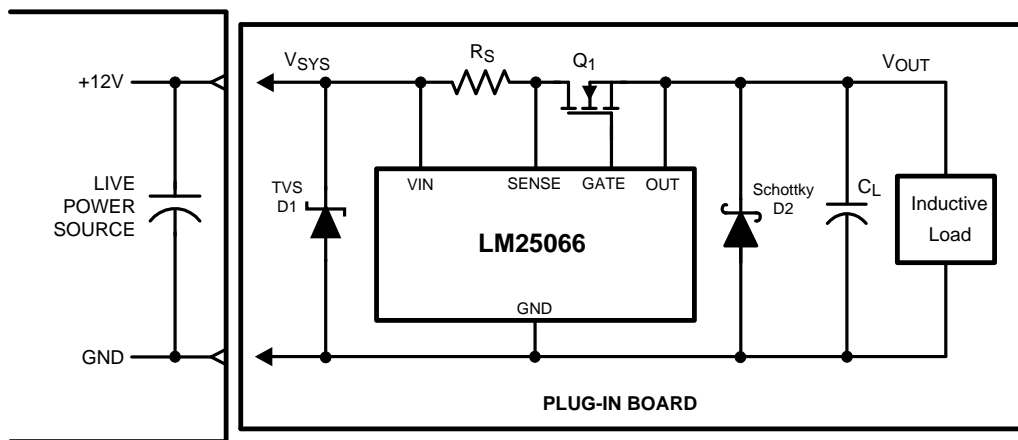 +12V
LIVE
POWER
SOURCE
GND
VSYS
RS
Q1
VOUT
VIN
SENSE
GATE
OUT
LM25066
GND
TVS
D1
Schottky
D2
CL
Inductive
Load
PLUG-IN BOARD